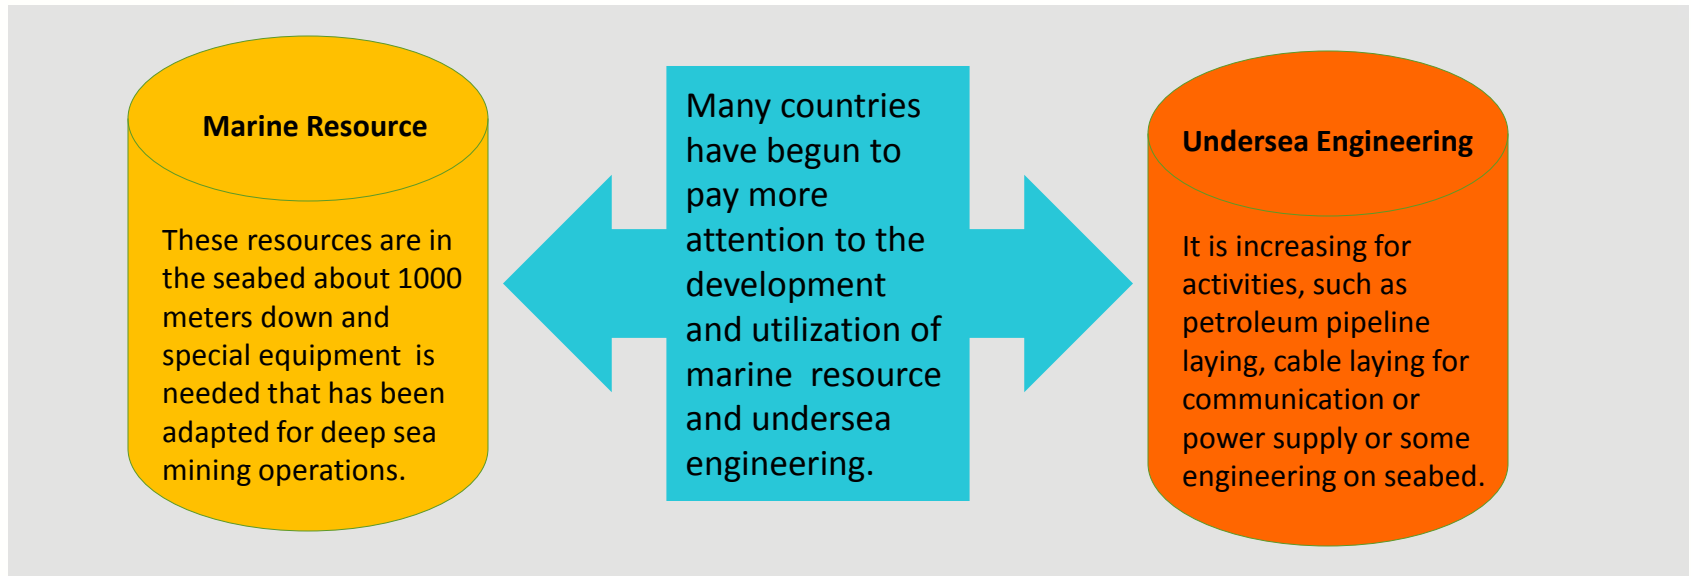 Marine Resource
These resources are in
the seabed about 1000
meters down and
special equipment is
needed that has been
adapted for deep sea
mining operations.
Many countries
have begun to
pay more
attention to the
development
and utilization of
marine resource
and undersea
engineering.
Undersea Engineering
It is increasing for
activities, such as
petroleum pipeline
laying, cable laying for
communication or
power supply or some
engineering on seabed.